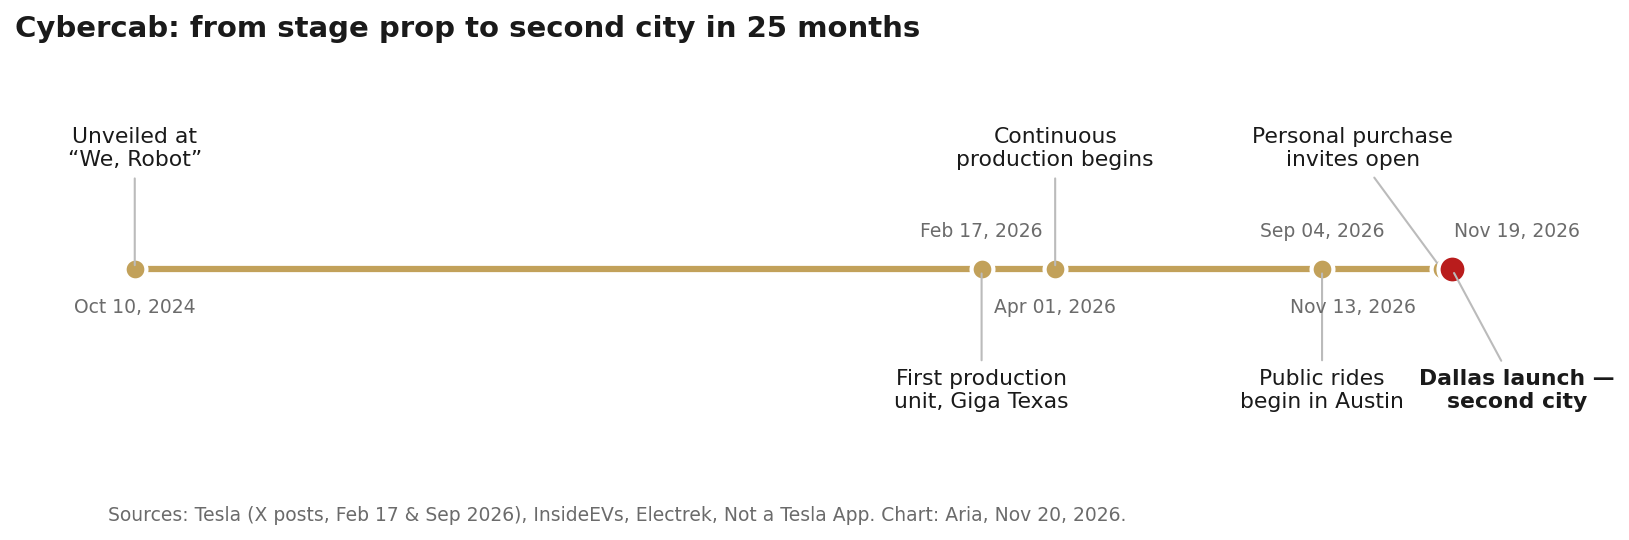 Cybercab: from stage prop to second city in 25 months
Unveiled at
“We, Robot”
Continuous
production begins
Personal purchase
invites open
Feb 17, 2026
Sep 04, 2026
Nov 19, 2026
Oct 10, 2024
Apr 01, 2026
Nov 13, 2026
First production
unit, Giga Texas
Public rides
begin in Austin
Dallas launch —
second city
Sources: Tesla (X posts, Feb 17 & Sep 2026), InsideEVs, Electrek, Not a Tesla App. Chart: Aria, Nov 20, 2026.